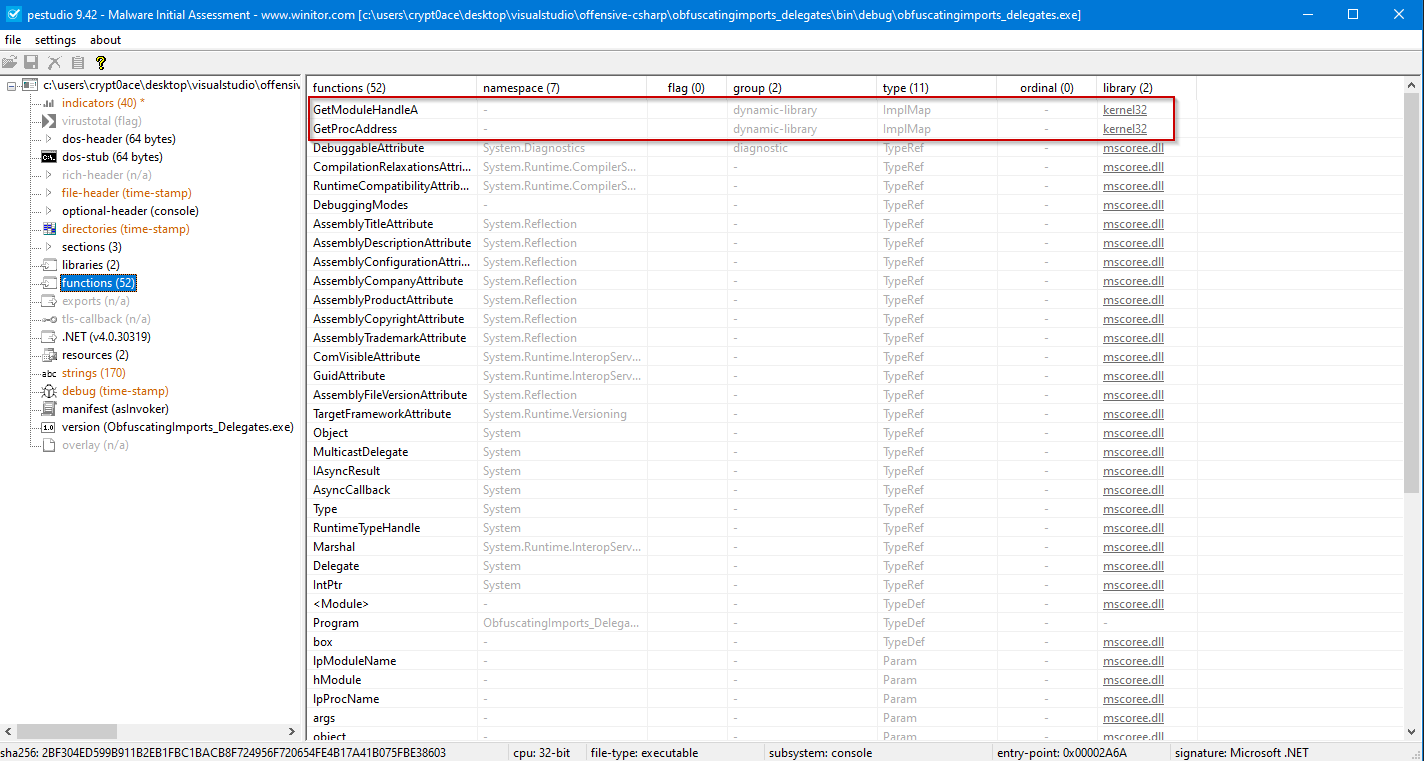 pestudio 9.42 - Malware Initial Assessment - www.winitor.com [c:\users\crypt0ace\desktop\visualstudio\offensive-csharp\obfuscatingimports_delegates\bin\debug\obfuscatingimports_delegates.exe]
file settings about
c:\users\crypt0ace\desktop\visualstudio\offensiv
indicators (40) *
virustotal (flag)
dos-header (64 bytes)
dos-stub (64 bytes)
rich-header (n/a)
file-header (time-stamp)
optional-header (console)
directories (time-stamp)
sections (3)
libraries (2)
functions (52)
exports (n/a)
tls-callback (n/a)
.NET (v4.0.30319)
resources (2)
abc strings (170)
debug (time-stamp)
manifest (asInvoker)
1.0 version (ObfuscatingImports_Delegates.exe)
overlay (n/a)
functions (52) namespace (7) flag (0) group (2) type (11) ordinal (0) library (2)
GetModuleHandleA - dynamic-library ImplMap - kernel32
GetProcAddress - dynamic-library ImplMap - kernel32
DebuggableAttribute System.Diagnostics diagnostic TypeRef - mscoree.dll
CompilationRelaxationsAttri... System.Runtime.CompilerS... - TypeRef - mscoree.dll
RuntimeCompatibilityAttrib... System.Runtime.CompilerS... - TypeRef - mscoree.dll
DebuggingModes - - TypeRef - mscoree.dll
AssemblyTitleAttribute System.Reflection - TypeRef - mscoree.dll
AssemblyDescriptionAttribute System.Reflection - TypeRef - mscoree.dll
AssemblyConfigurationAttri... System.Reflection - TypeRef - mscoree.dll
AssemblyCompanyAttribute System.Reflection - TypeRef - mscoree.dll
AssemblyProductAttribute System.Reflection - TypeRef - mscoree.dll
AssemblyCopyrightAttribute System.Reflection - TypeRef - mscoree.dll
AssemblyTrademarkAttribute System.Reflection - TypeRef - mscoree.dll
ComVisibleAttribute System.Runtime.InteropServ... - TypeRef - mscoree.dll
GuidAttribute System.Runtime.InteropServ... - TypeRef - mscoree.dll
AssemblyFileVersionAttribute System.Reflection - TypeRef - mscoree.dll
TargetFrameworkAttribute System.Runtime.Versioning - TypeRef - mscoree.dll
Object System - TypeRef - mscoree.dll
MulticastDelegate System - TypeRef - mscoree.dll
IAsyncResult System - TypeRef - mscoree.dll
AsyncCallback System - TypeRef - mscoree.dll
Type System - TypeRef - mscoree.dll
RuntimeTypeHandle System - TypeRef - mscoree.dll
Marshal System.Runtime.InteropServ... - TypeRef - mscoree.dll
Delegate System - TypeRef - mscoree.dll
IntPtr System - TypeRef - mscoree.dll
<Module> - - TypeDef - mscoree.dll
Program ObfuscatingImports_Delega... - TypeDef - -
box - - TypeDef - mscoree.dll
lpModuleName - - Param - mscoree.dll
hModule - - Param - mscoree.dll
lpProcName - - Param - mscoree.dll
args - - Param - mscoree.dll
object - - Param - mscoree.dll
sha256: 2BF304ED599B911B2EB1FBC1BACB8F724956F720654FE4B17A41B075FBE38603 cpu: 32-bit file-type: executable subsystem: console entry-point: 0x00002A6A signature: Microsoft .NET